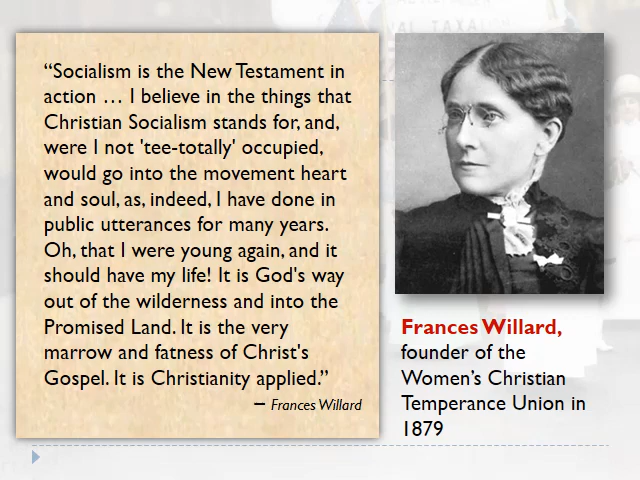 “Socialism is the New Testament in
action … I believe in the things that
Christian Socialism stands for, and,
were I not 'tee-totally' occupied,
would go into the movement heart
and soul, as, indeed, I have done in
public utterances for many years.
Oh, that I were young again, and it
should have my life! It is God's way
out of the wilderness and into the
Promised Land. It is the very
marrow and fatness of Christ's
Gospel. It is Christianity applied.”
– Frances Willard
Frances Willard,
founder of the
Women’s Christian
Temperance Union in
1879